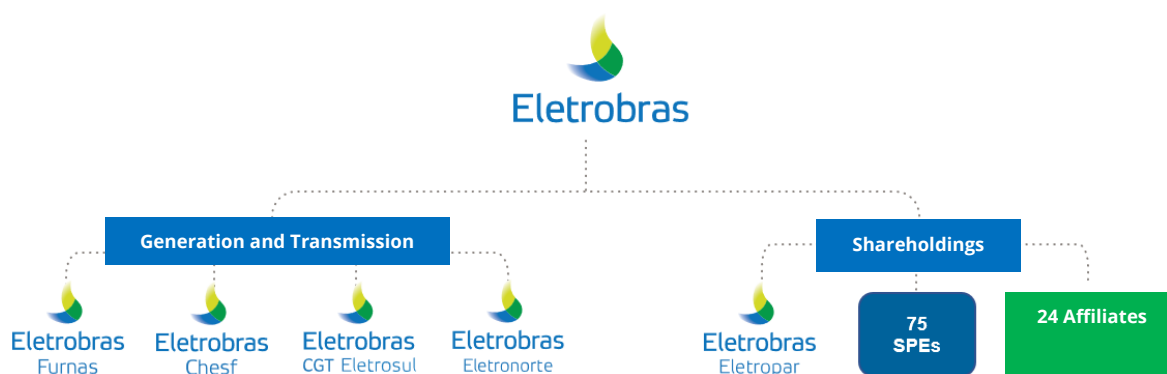 Eletrobras
Generation and Transmission
Shareholdings
Eletrobras
Furnas
Eletrobras
Chesf
Eletrobras
CGT Eletrosul
Eletrobras
Eletronorte
Eletrobras
Eletropar
75
SPEs
24 Affiliates